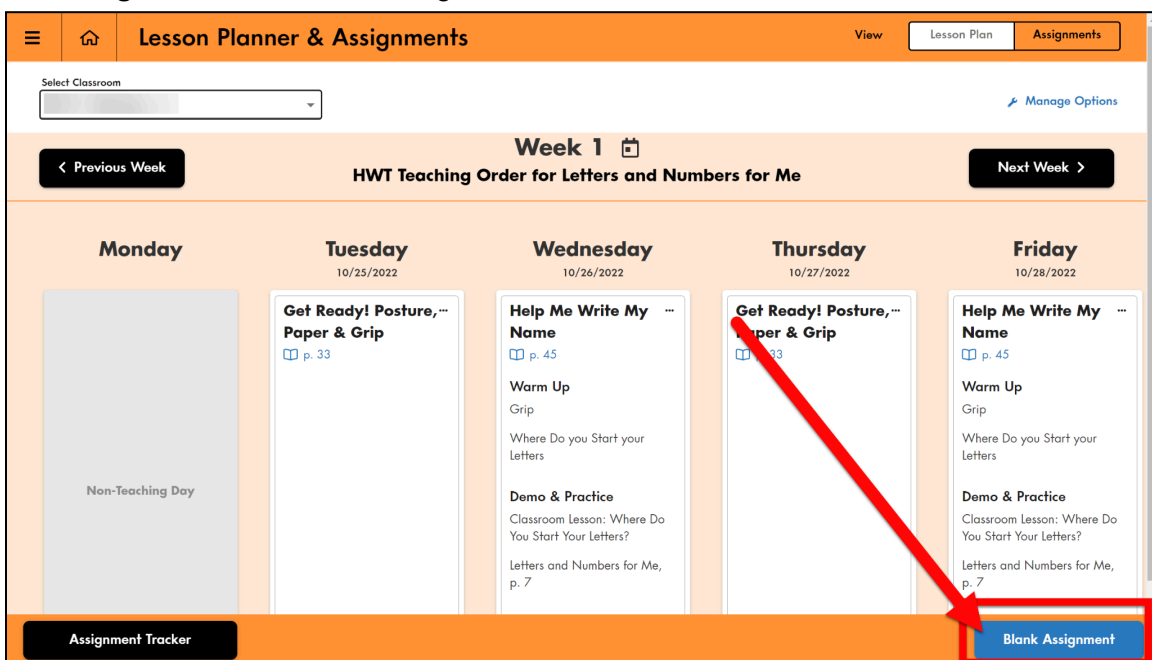 Lesson Planner & Assignments
View
Lesson Plan
Assignments
Select Classroom
Manage Options
Previous Week
Week 1
HWT Teaching Order for Letters and Numbers for Me
Next Week
Monday
Non-Teaching Day
Tuesday
10/25/2022
Get Ready! Posture, ...
Paper & Grip
p. 33
Wednesday
10/26/2022
Help Me Write My ...
Name
p. 45
Warm Up
Grip
Where Do you Start your
Letters
Demo & Practice
Classroom Lesson: Where Do
You Start Your Letters?
Letters and Numbers for Me,
p. 7
Thursday
10/27/2022
Get Ready! Posture, ...
Paper & Grip
33
Friday
10/28/2022
Help Me Write My ...
Name
p. 45
Warm Up
Grip
Where Do you Start your
Letters
Demo & Practice
Classroom Lesson: Where Do
You Start Your Letters?
Letters and Numbers for Me,
p. 7
Assignment Tracker
Blank Assignment